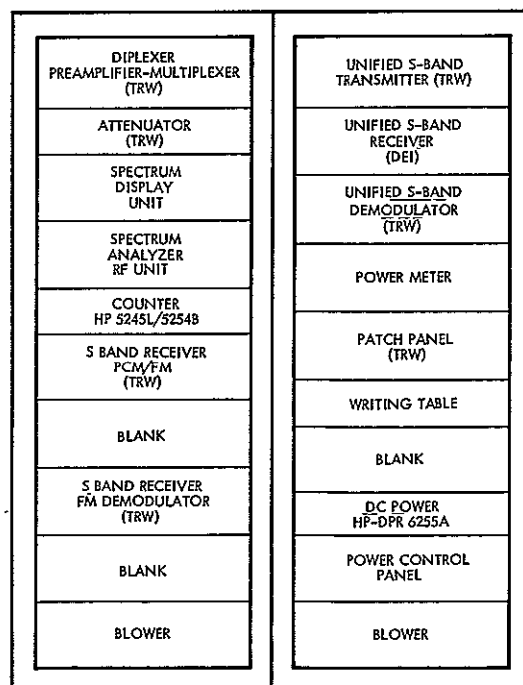 DIPLEXER
PREAMPLIFIER-MULTIPLEXER
(TRW)
ATTENUATOR
(TRW)
SPECTRUM
DISPLAY
UNIT
SPECTRUM
ANALYZER
RF UNIT
COUNTER
HP 5245L/5254B
S BAND RECEIVER
PCM/FM
(TRW)
BLANK
S BAND RECEIVER
FM DEMODULATOR
(TRW)
BLANK
BLOWER
UNIFIED S-BAND
TRANSMITTER (TRW)
UNIFIED S-BAND
RECEIVER
(DEI)
UNIFIED S-BAND
DEMODULATOR
(TRW)
POWER METER
PATCH PANEL
(TRW)
WRITING TABLE
BLANK
DC POWER
HP-DPR 6255A
POWER CONTROL
PANEL
BLOWER